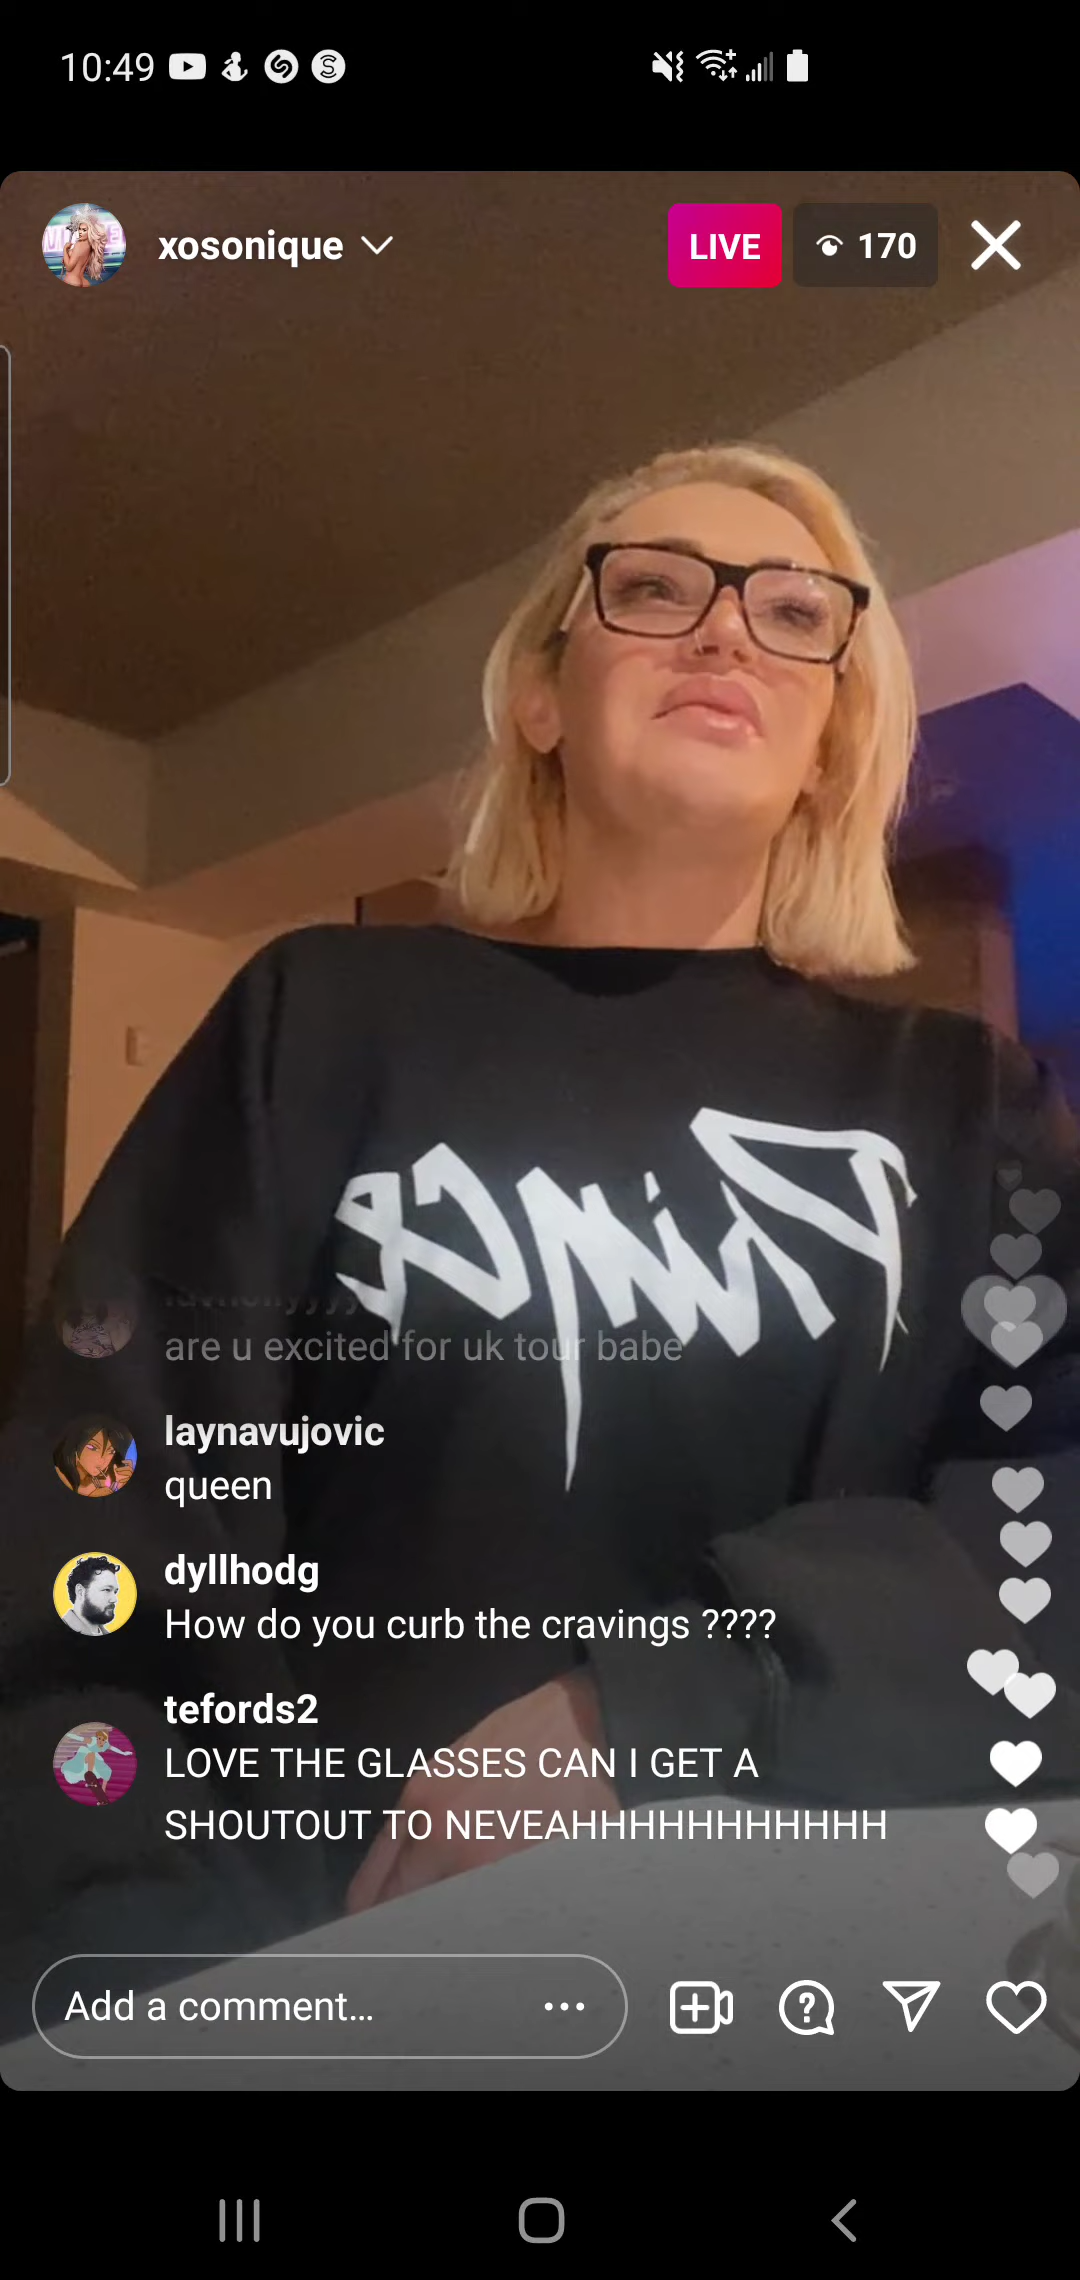 10:49
xosonique
LIVE
170
are u excited for uk tour babe
laynavujovic
queen
dyllhodg
How do you curb the cravings ????
tefords2
LOVE THE GLASSES CAN I GET A
SHOUTOUT TO NEVEAHHHHHHHHHHH
Add a comment...